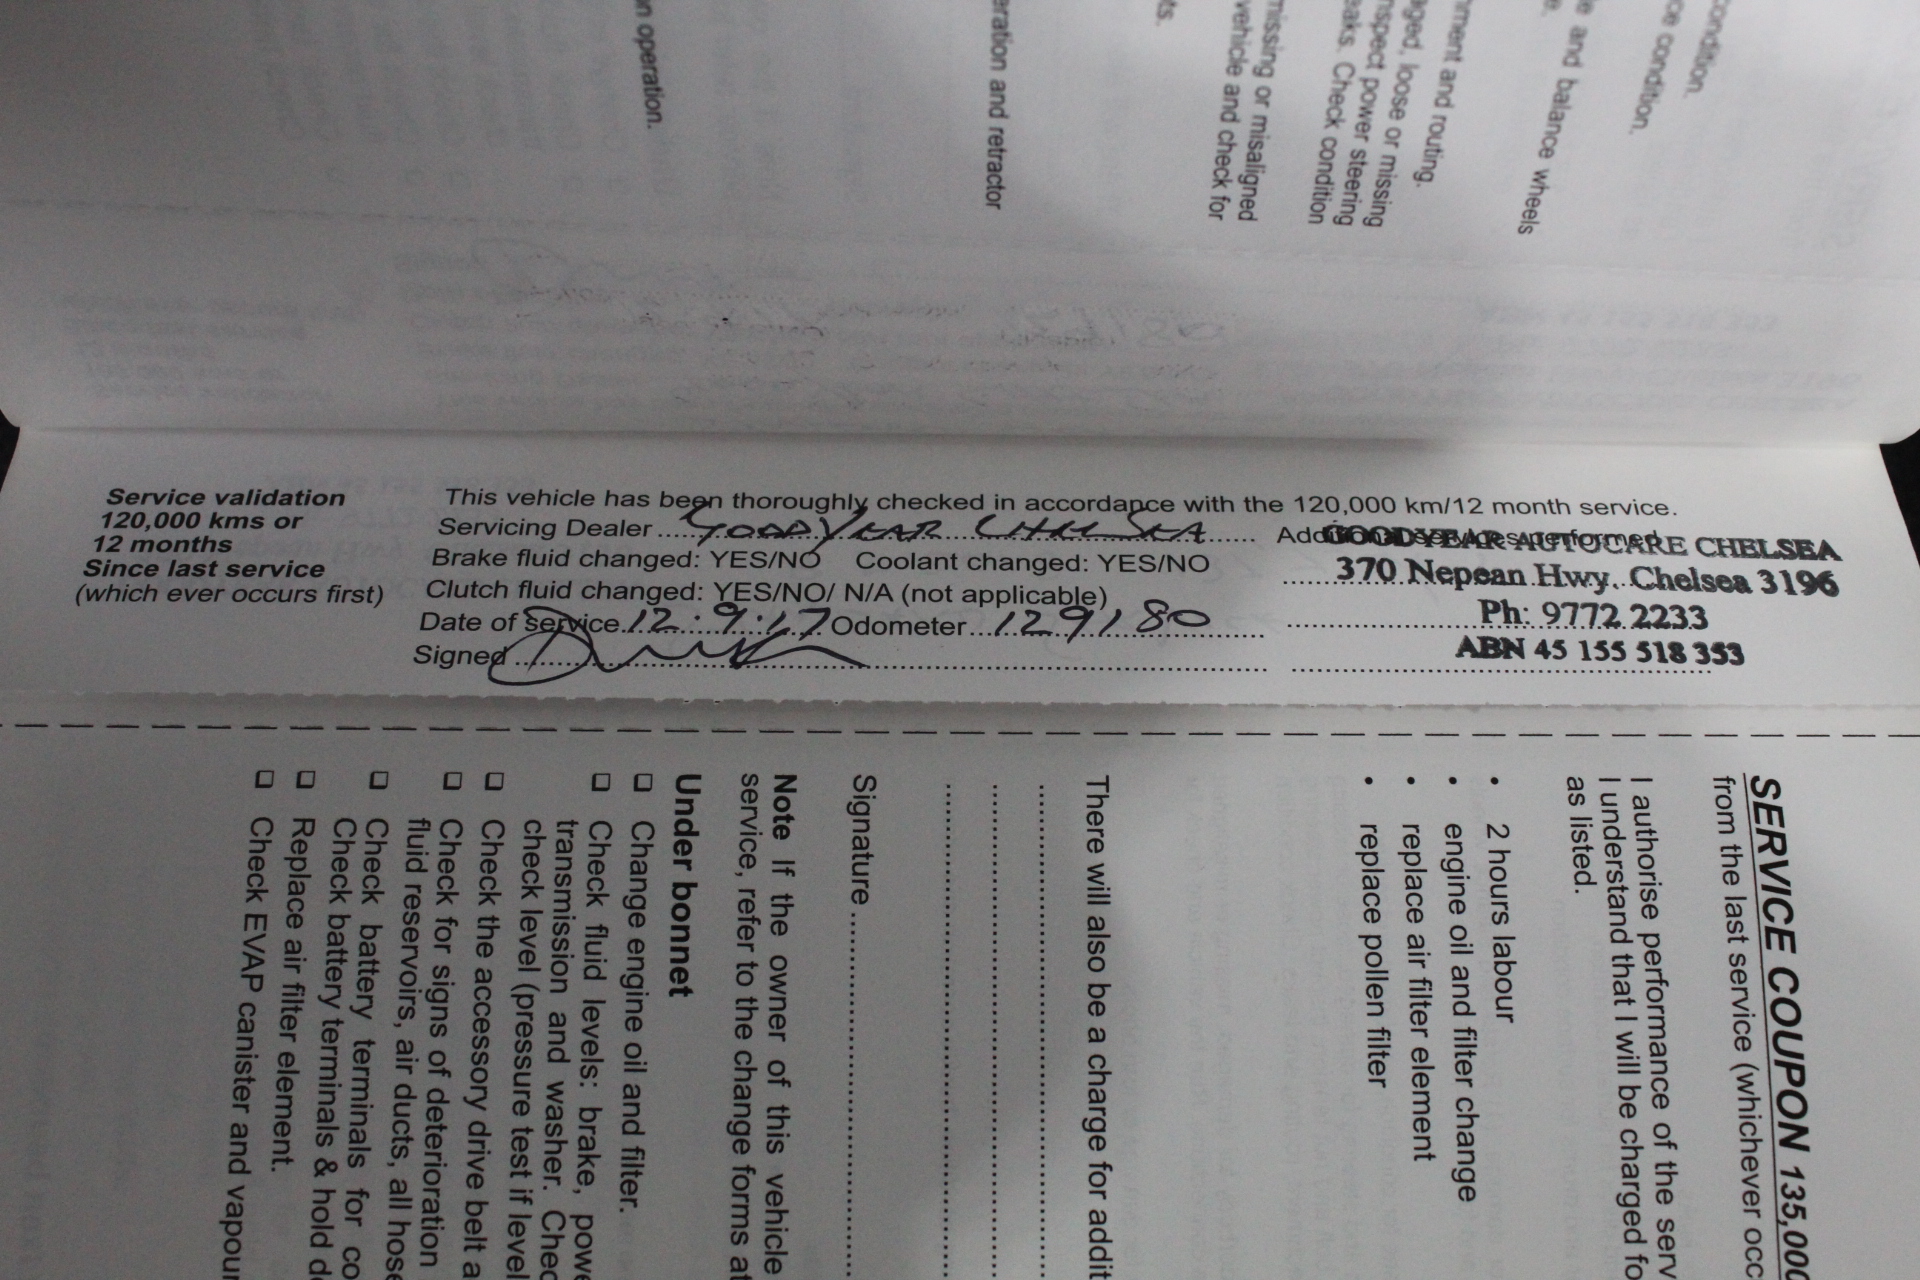 n operation.
eration and retractor
ts.
missing or misaligned
vehicle and check for
nment and routing.
aged, loose or missing
nspect power steering
eaks. Check condition
le and balance wheels
e.
ce condition.
condition.
Service validation
120,000 kms or
12 months
Since last service
(which ever occurs first)
This vehicle has been thoroughly checked in accordance with the 120,000 km/12 month service.
Servicing Dealer GOODYEAR CHELSEA
Additional services performed
Brake fluid changed: YES/NO Coolant changed: YES/NO
Clutch fluid changed: YES/NO/ N/A (not applicable)
Date of service 12.9.17 Odometer 129180
Signed
GOODYEAR AUTOCARE CHELSEA
370 Nepean Hwy. Chelsea 3196
Ph: 9772 2233
ABN 45 155 518 353
SERVICE COUPON 135,000
from the last service (whichever occ
I authorise performance of the serv
I understand that I will be charged fo
as listed.
• 2 hours labour
• engine oil and filter change
• replace air filter element
• replace pollen filter
There will also be a charge for addit
Signature
Note If the owner of this vehicle
service, refer to the change forms at
Under bonnet
❑ Change engine oil and filter.
❑ Check fluid levels: brake, powe
transmission and washer. Chec
check level (pressure test if level
❑ Check the accessory drive belt a
❑ Check for signs of deterioration
fluid reservoirs, air ducts, all hose
❑ Check battery terminals for co
Check battery terminals & hold d
❑ Replace air filter element.
❑ Check EVAP canister and vapour